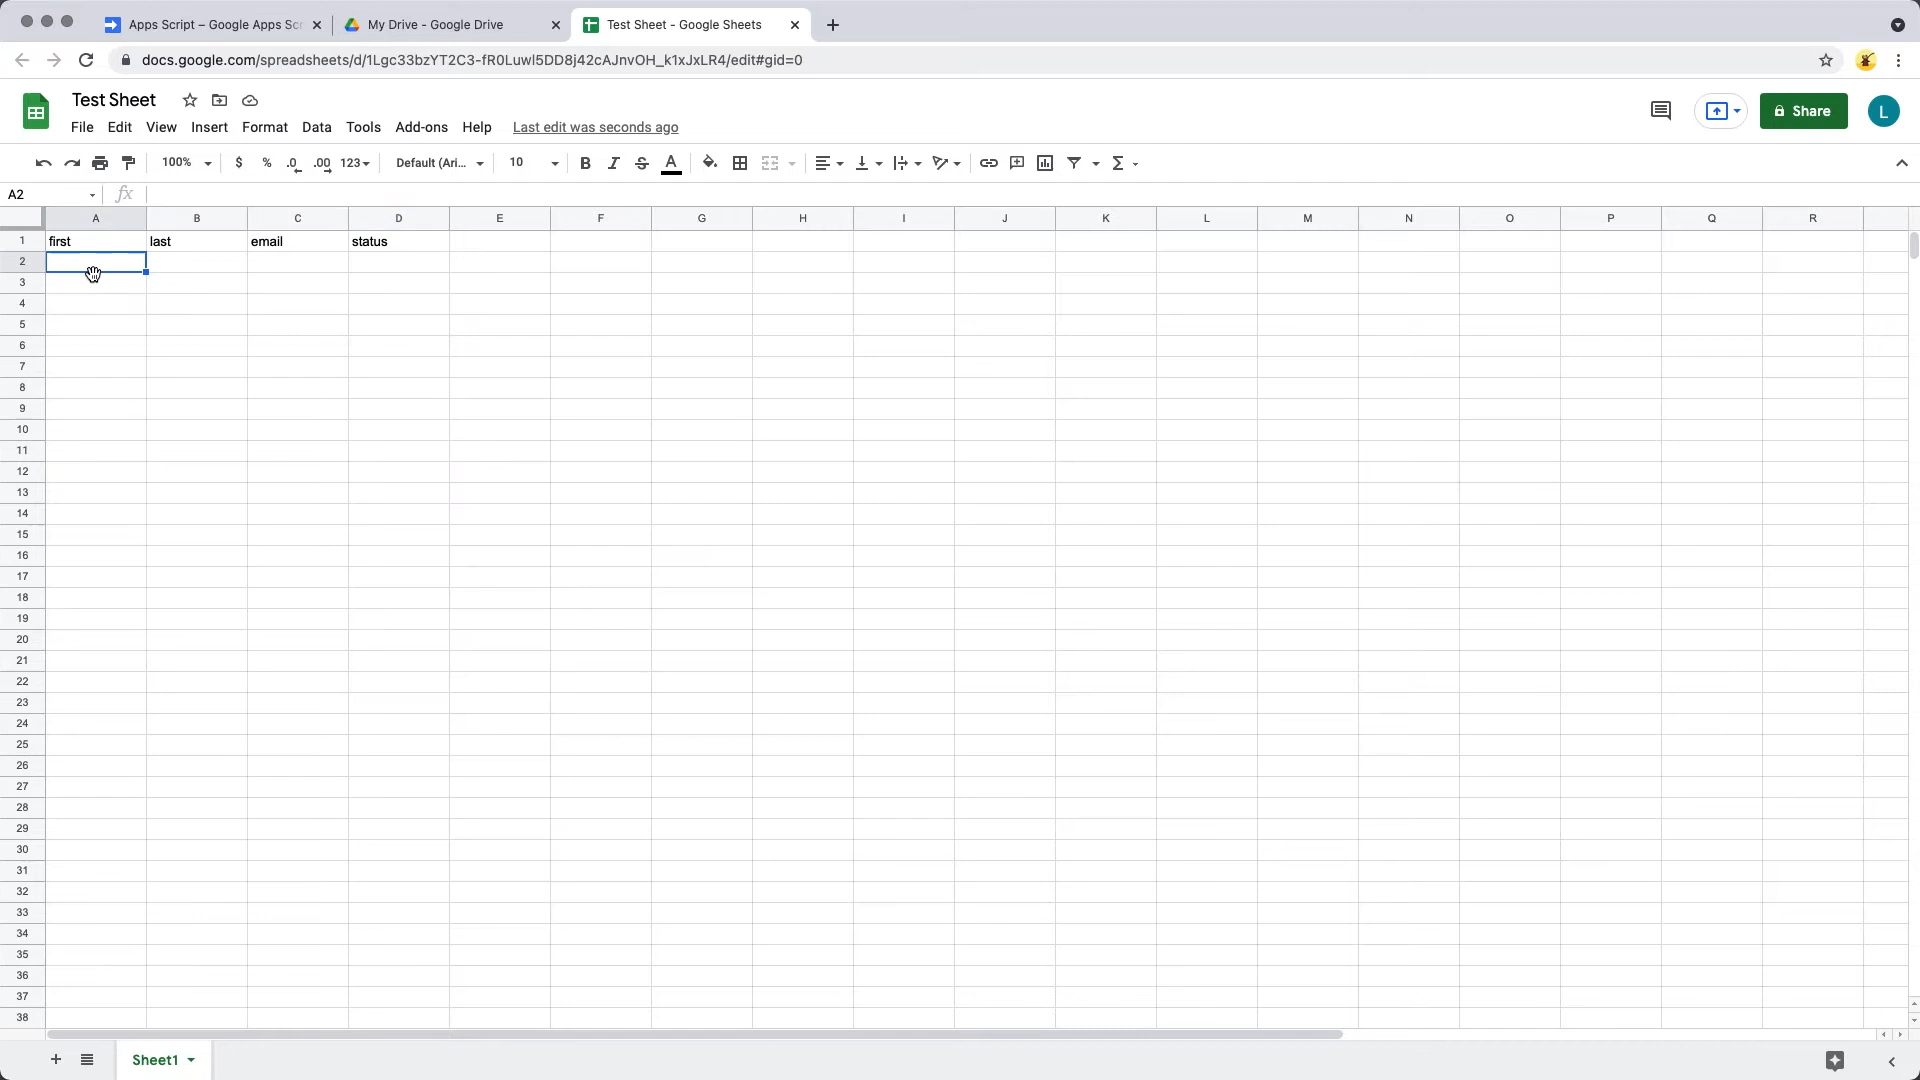 Apps Script – Google Apps Sc
My Drive - Google Drive
Test Sheet - Google Sheets
docs.google.com/spreadsheets/d/1Lgc33bzYT2C3-fR0Luwl5DD8j42cAJnvOH_k1xJxLR4/edit#gid=0
Test Sheet
File Edit View Insert Format Data Tools Add-ons Help Last edit was seconds ago
Share
L
100% $ % .0 .00 123 Default (Ari... 10 B I S A Σ
A2 fx
A B C D E F G H I J K L M N O P Q R
1 first last email status
2
3
4
5
6
7
8
9
10
11
12
13
14
15
16
17
18
19
20
21
22
23
24
25
26
27
28
29
30
31
32
33
34
35
36
37
38
Sheet1